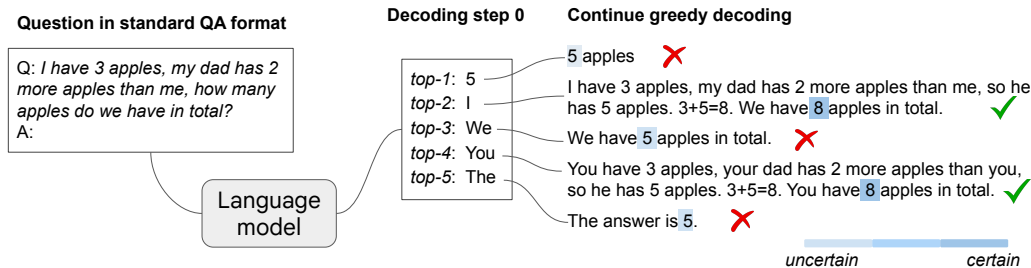 Question in standard QA format
Q: I have 3 apples, my dad has 2
more apples than me, how many
apples do we have in total?
A:
Language
model
Decoding step 0
top-1: 5
top-2: I
top-3: We
top-4: You
top-5: The
Continue greedy decoding
5 apples
I have 3 apples, my dad has 2 more apples than me, so he
has 5 apples. 3+5=8. We have 8 apples in total.
We have 5 apples in total.
You have 3 apples, your dad has 2 more apples than you,
so he has 5 apples. 3+5=8. You have 8 apples in total.
The answer is 5.
uncertain certain